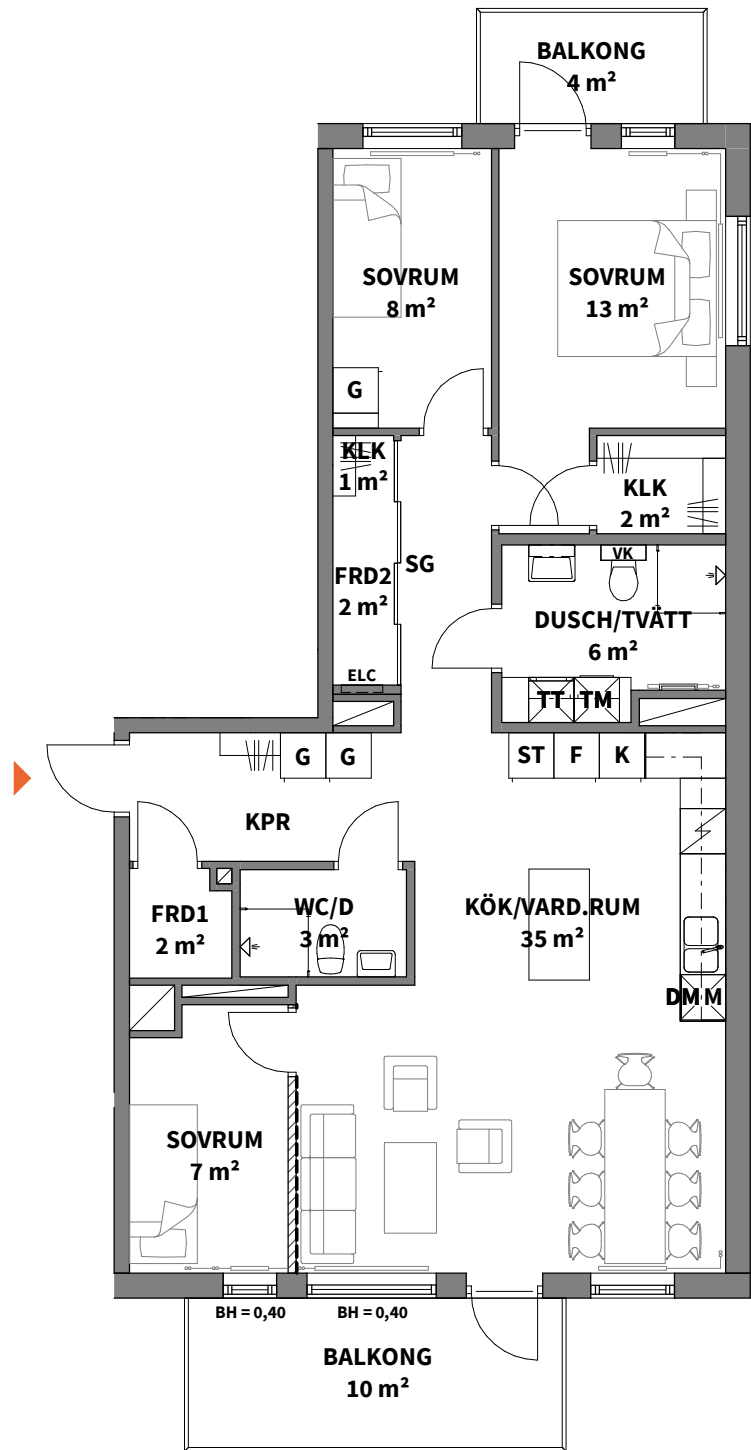 BALKONG
4 m²
SOVRUM
8 m²
SOVRUM
13 m²
G
KLK
1 m²
KLK
2 m²
SG
FRD2
2 m²
VK
DUSCH/TVÄTT
6 m²
ELC
TT TM
G G
ST F K
KPR
FRD1
2 m²
WC/D
3 m²
KÖK/VARD.RUM
35 m²
DMM
SOVRUM
7 m²
BH = 0,40 BH = 0,40
BALKONG
10 m²